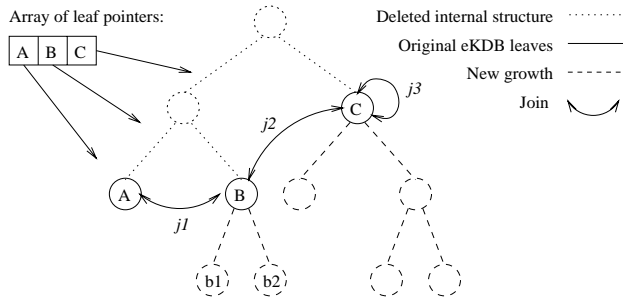 Array of leaf pointers:
A B C
Deleted internal structure
Original eKDB leaves
New growth
Join
j3
C
j2
A
B
j1
b1
b2